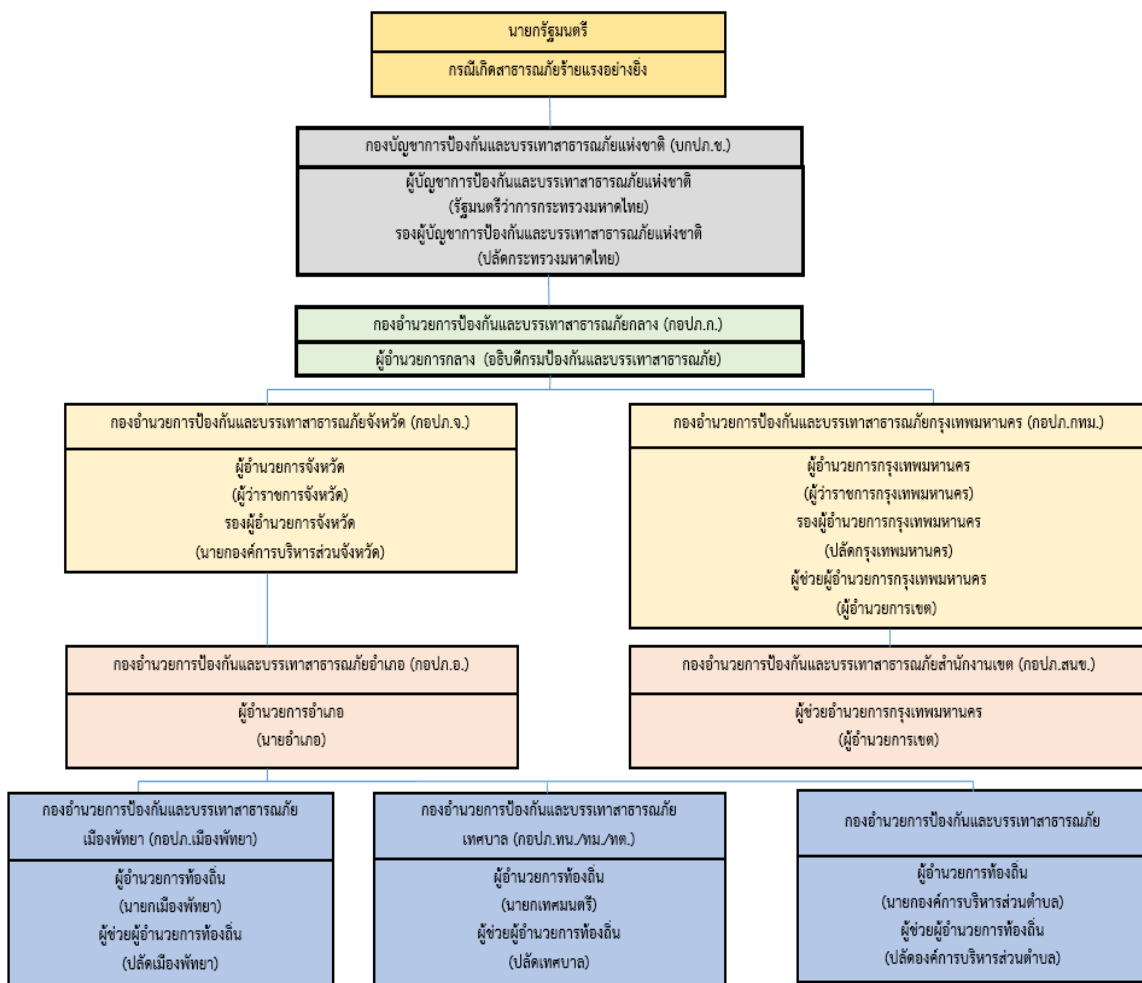 นายกรัฐมนตรี
กรณีเกิดสาธารณภัยร้ายแรงอย่างยิ่ง
กองบัญชาการป้องกันและบรรเทาสาธารณภัยแห่งชาติ (บกปภ.ช.)
ผู้บัญชาการป้องกันและบรรเทาสาธารณภัยแห่งชาติ
(รัฐมนตรีว่าการกระทรวงมหาดไทย)
รองผู้บัญชาการป้องกันและบรรเทาสาธารณภัยแห่งชาติ
(ปลัดกระทรวงมหาดไทย)
กองอำนวยการป้องกันและบรรเทาสาธารณภัยกลาง (กอปภ.ก.)
ผู้อำนวยการกลาง (อธิบดีกรมป้องกันและบรรเทาสาธารณภัย)
กองอำนวยการป้องกันและบรรเทาสาธารณภัยจังหวัด (กอปภ.จ.)
ผู้อำนวยการจังหวัด
(ผู้ว่าราชการจังหวัด)
รองผู้อำนวยการจังหวัด
(นายกองค์การบริหารส่วนจังหวัด)
กองอำนวยการป้องกันและบรรเทาสาธารณภัยกรุงเทพมหานคร (กอปภ.กทม.)
ผู้อำนวยการกรุงเทพมหานคร
(ผู้ว่าราชการกรุงเทพมหานคร)
รองผู้อำนวยการกรุงเทพมหานคร
(ปลัดกรุงเทพมหานคร)
ผู้ช่วยผู้อำนวยการกรุงเทพมหานคร
(ผู้อำนวยการเขต)
กองอำนวยการป้องกันและบรรเทาสาธารณภัยอำเภอ (กอปภ.อ.)
ผู้อำนวยการอำเภอ
(นายอำเภอ)
กองอำนวยการป้องกันและบรรเทาสาธารณภัยสำนักงานเขต (กอปภ.สนข.)
ผู้ช่วยอำนวยการกรุงเทพมหานคร
(ผู้อำนวยการเขต)
กองอำนวยการป้องกันและบรรเทาสาธารณภัย
เมืองพัทยา (กอปภ.เมืองพัทยา)
ผู้อำนวยการท้องถิ่น
(นายกเมืองพัทยา)
ผู้ช่วยผู้อำนวยการท้องถิ่น
(ปลัดเมืองพัทยา)
กองอำนวยการป้องกันและบรรเทาสาธารณภัย
เทศบาล (กอปภ.ทน./ทม./ทต.)
ผู้อำนวยการท้องถิ่น
(นายกเทศมนตรี)
ผู้ช่วยผู้อำนวยการท้องถิ่น
(ปลัดเทศบาล)
กองอำนวยการป้องกันและบรรเทาสาธารณภัย
ผู้อำนวยการท้องถิ่น
(นายกองค์การบริหารส่วนตำบล)
ผู้ช่วยผู้อำนวยการท้องถิ่น
(ปลัดองค์การบริหารส่วนตำบล)